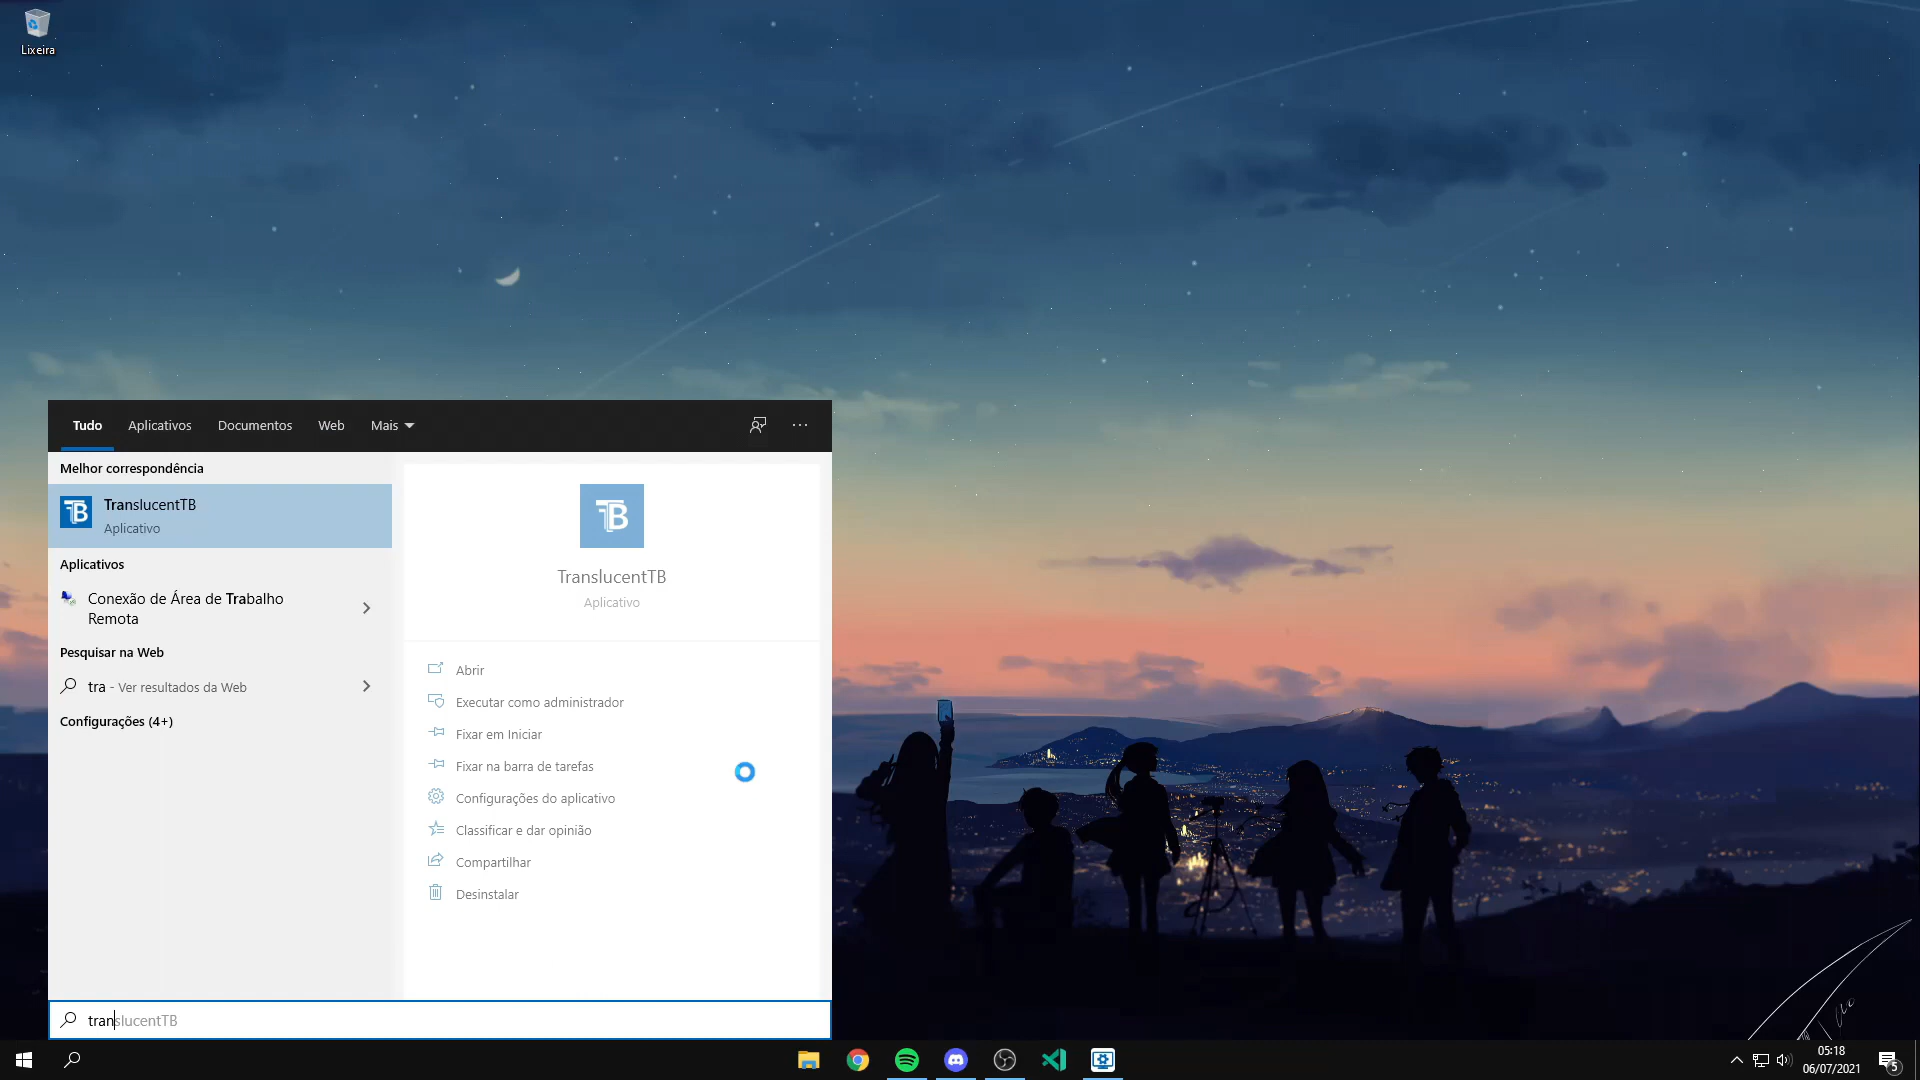 Lixeira
Tudo
Aplicativos
Documentos
Web
Mais
Melhor correspondência
TranslucentTB
Aplicativo
Aplicativos
Conexão de Área de Trabalho
Remota
Pesquisar na Web
tra - Ver resultados da Web
Configurações (4+)
TranslucentTB
Aplicativo
Abrir
Executar como administrador
Fixar em Iniciar
Fixar na barra de tarefas
Configurações do aplicativo
Classificar e dar opinião
Compartilhar
Desinstalar
translucentTB
05:18
06/07/2021
5